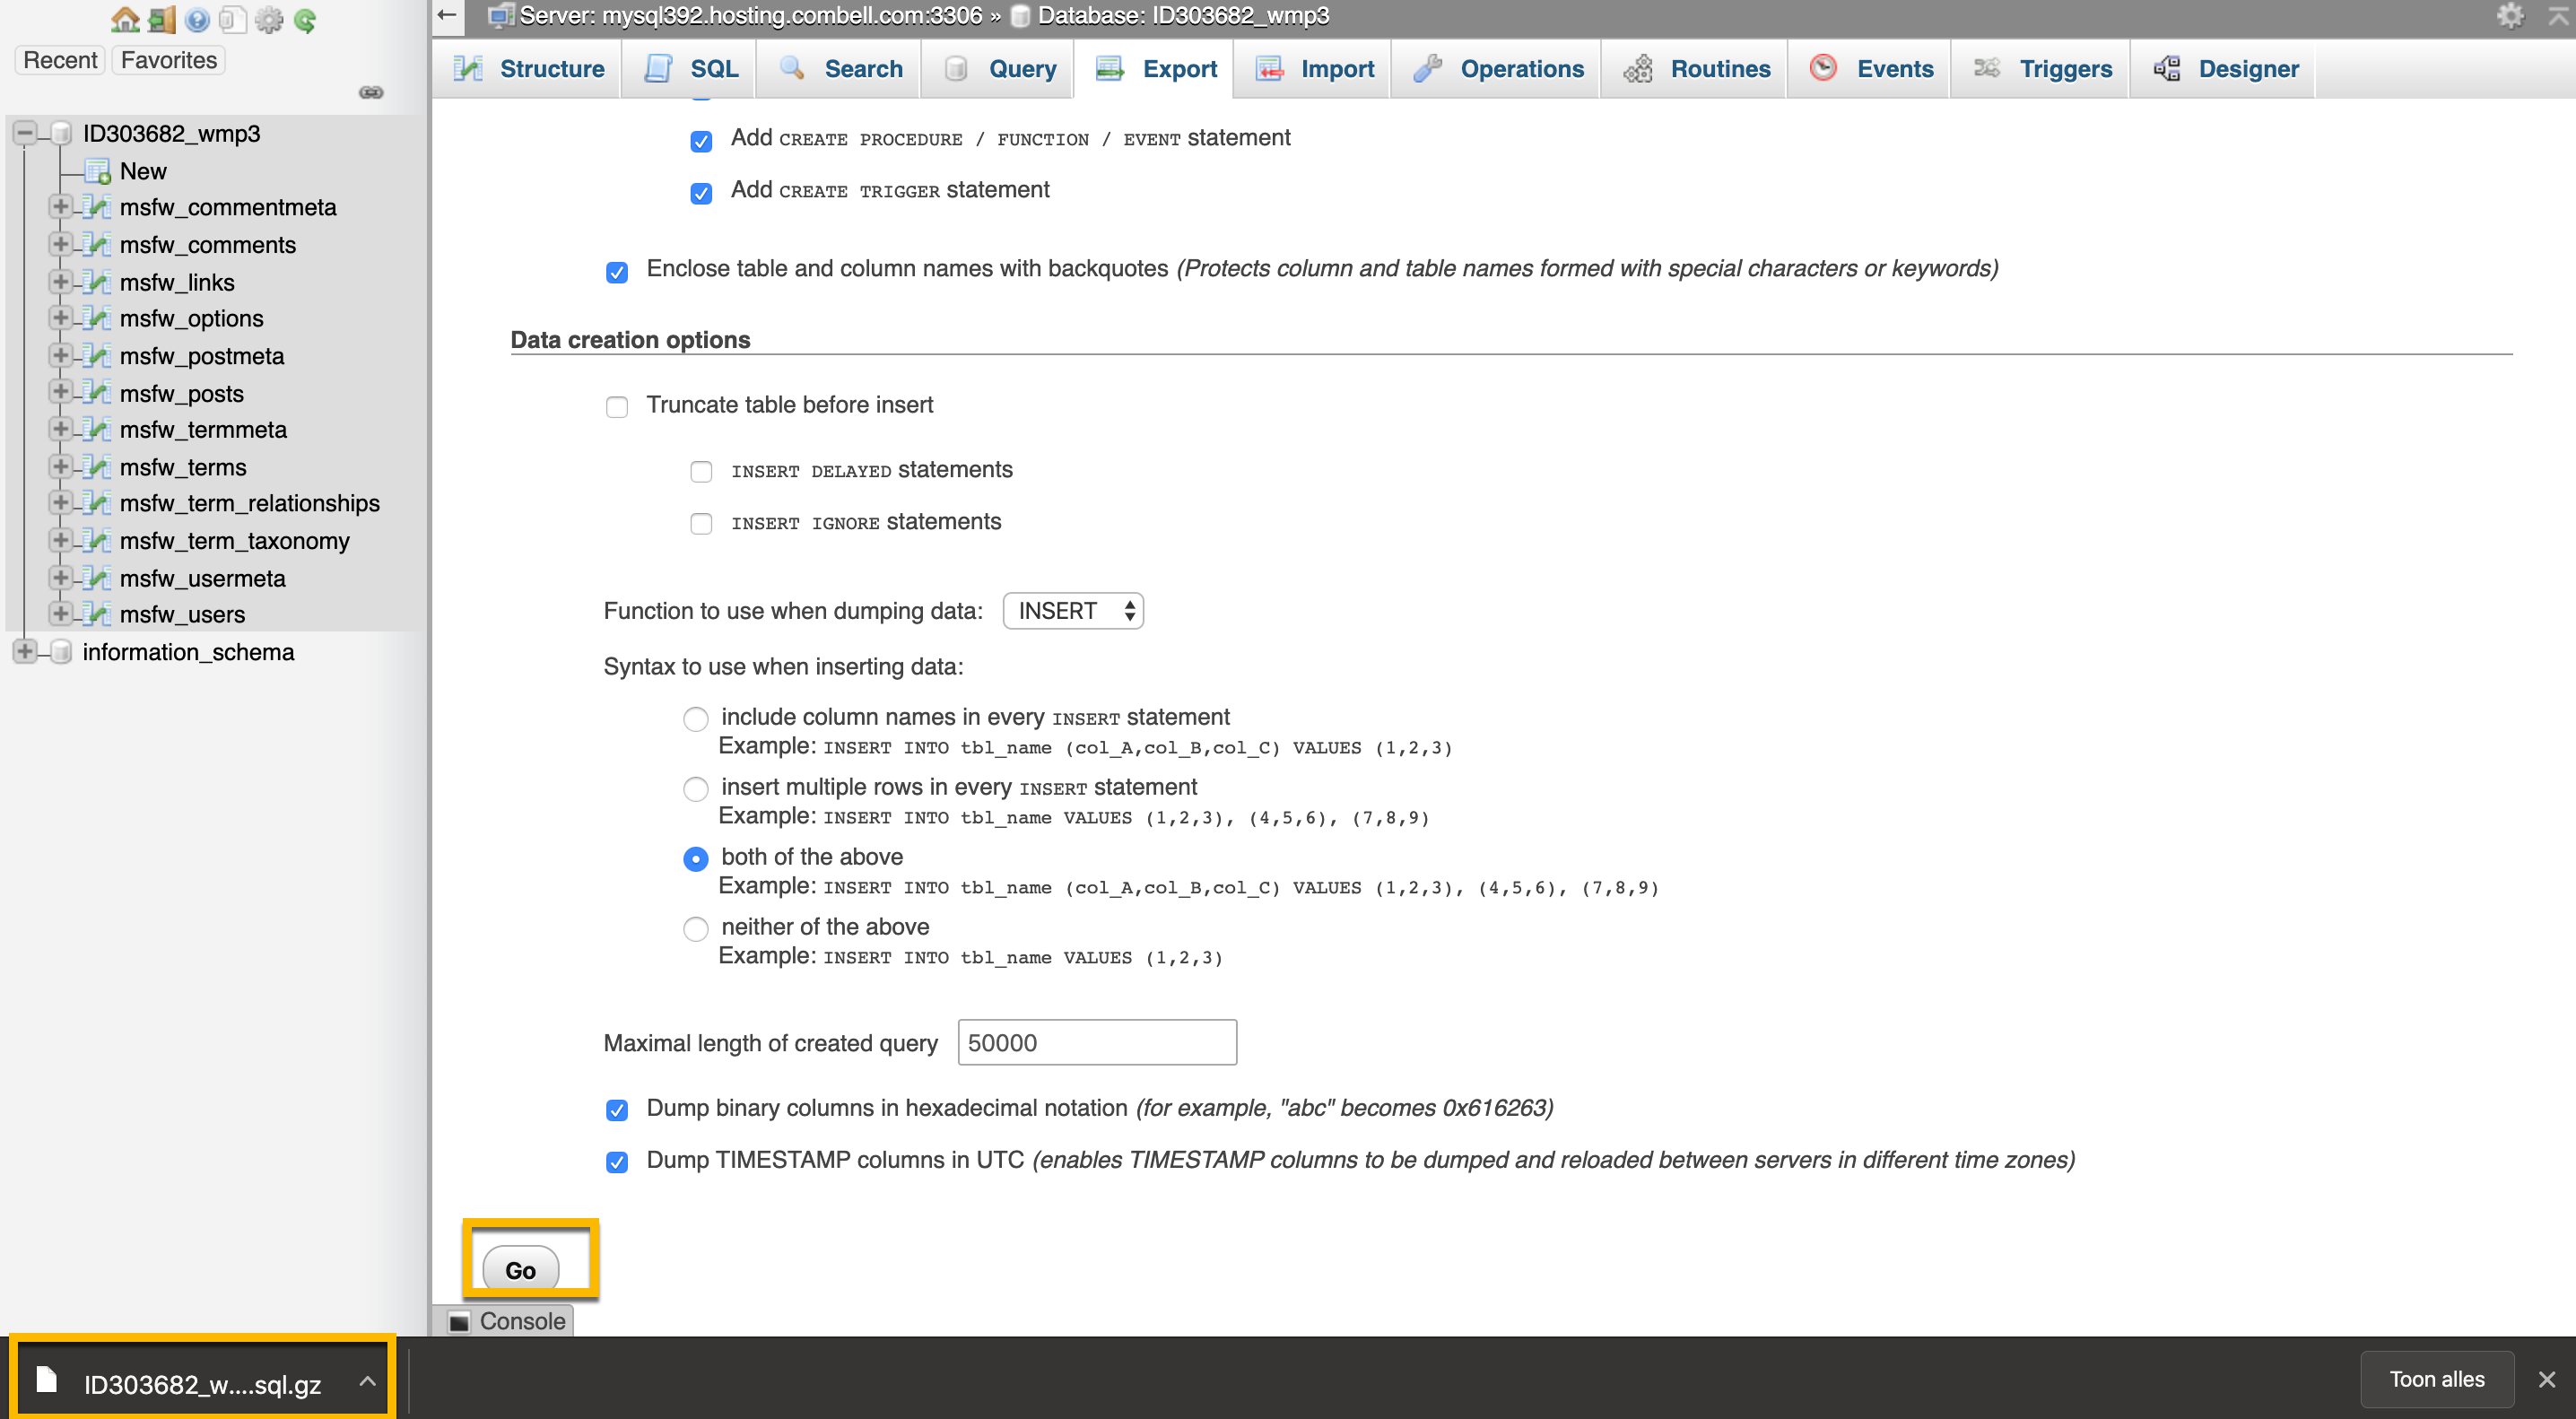 Server: mysql392.hosting.combell.com:3306 » Database: ID303682_wmp3
Recent Favorites
Structure SQL Search Query Export Import Operations Routines Events Triggers Designer
ID303682_wmp3
New
msfw_commentmeta
msfw_comments
msfw_links
msfw_options
msfw_postmeta
msfw_posts
msfw_termmeta
msfw_terms
msfw_term_relationships
msfw_term_taxonomy
msfw_usermeta
msfw_users
information_schema
Add CREATE PROCEDURE / FUNCTION / EVENT statement
Add CREATE TRIGGER statement
Enclose table and column names with backquotes (Protects column and table names formed with special characters or keywords)
Data creation options
Truncate table before insert
INSERT DELAYED statements
INSERT IGNORE statements
Function to use when dumping data: INSERT
Syntax to use when inserting data:
include column names in every INSERT statement
Example: INSERT INTO tbl_name (col_A,col_B,col_C) VALUES (1,2,3)
insert multiple rows in every INSERT statement
Example: INSERT INTO tbl_name VALUES (1,2,3), (4,5,6), (7,8,9)
both of the above
Example: INSERT INTO tbl_name (col_A,col_B,col_C) VALUES (1,2,3), (4,5,6), (7,8,9)
neither of the above
Example: INSERT INTO tbl_name VALUES (1,2,3)
Maximal length of created query 50000
Dump binary columns in hexadecimal notation (for example, "abc" becomes 0x616263)
Dump TIMESTAMP columns in UTC (enables TIMESTAMP columns to be dumped and reloaded between servers in different time zones)
Go
Console
ID303682_w....sql.gz
Toon alles